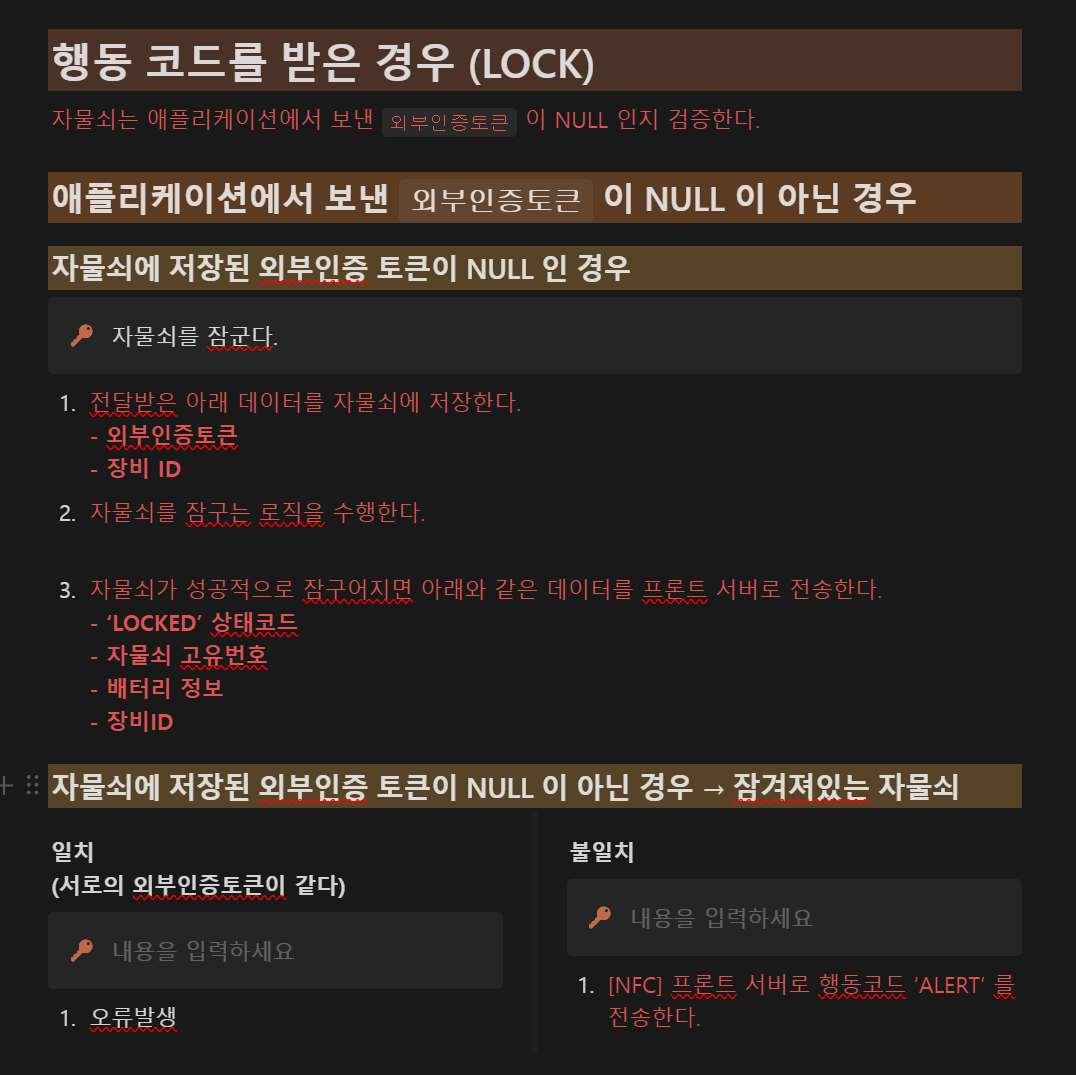 행동 코드를 받은 경우 (LOCK)
자물쇠는 애플리케이션에서 보낸 외부인증토큰 이 NULL 인지 검증한다.
애플리케이션에서 보낸 외부인증토큰 이 NULL 이 아닌 경우
자물쇠에 저장된 외부인증 토큰이 NULL 인 경우
자물쇠를 잠군다.
1. 전달받은 아래 데이터를 자물쇠에 저장한다.
- 외부인증토큰
- 장비 ID
2. 자물쇠를 잠구는 로직을 수행한다.
3. 자물쇠가 성공적으로 잠구어지면 아래와 같은 데이터를 프론트 서버로 전송한다.
- ‘LOCKED’ 상태코드
- 자물쇠 고유번호
- 배터리 정보
- 장비ID
자물쇠에 저장된 외부인증 토큰이 NULL 이 아닌 경우 → 잠겨져있는 자물쇠
일치
(서로의 외부인증토큰이 같다)
내용을 입력하세요
1. 오류발생
불일치
내용을 입력하세요
1. [NFC] 프론트 서버로 행동코드 ‘ALERT’ 를
전송한다.